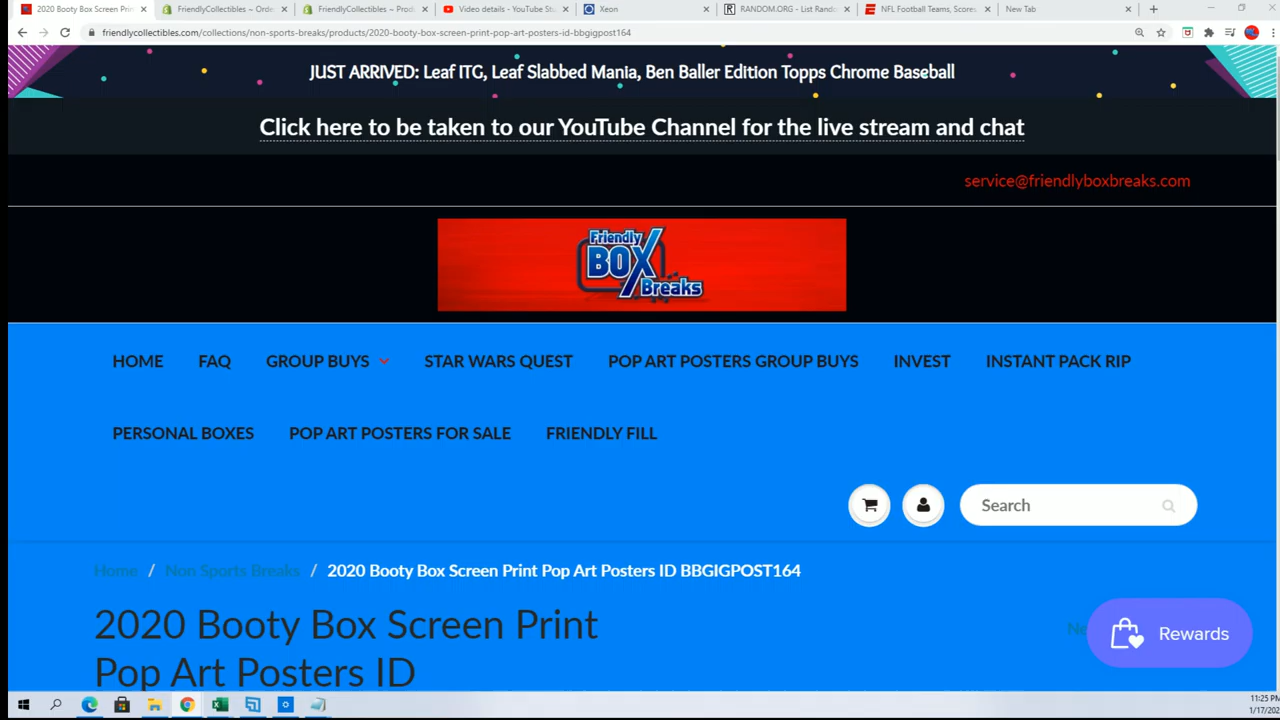 2020 Booty Box Screen Print
FriendlyCollectibles ~ Orde
FriendlyCollectibles ~ Prod
Video details - YouTube Stu
Xeon
RANDOM.ORG - List Rando
NFL Football Teams, Scores
New Tab
friendlycollectibles.com/collections/non-sports-breaks/products/2020-booty-box-screen-print-pop-art-posters-id-bbgigpost164
JUST ARRIVED: Leaf ITG, Leaf Slabbed Mania, Ben Baller Edition Topps Chrome Baseball
Click here to be taken to our YouTube Channel for the live stream and chat
service@friendlyboxbreaks.com
Friendly
BOX
Breaks
HOME FAQ GROUP BUYS STAR WARS QUEST POP ART POSTERS GROUP BUYS INVEST INSTANT PACK RIP
PERSONAL BOXES POP ART POSTERS FOR SALE FRIENDLY FILL
Search
Home / Non Sports Breaks / 2020 Booty Box Screen Print Pop Art Posters ID BBGIGPOST164
2020 Booty Box Screen Print
Pop Art Posters ID
Rewards
11:25 PM